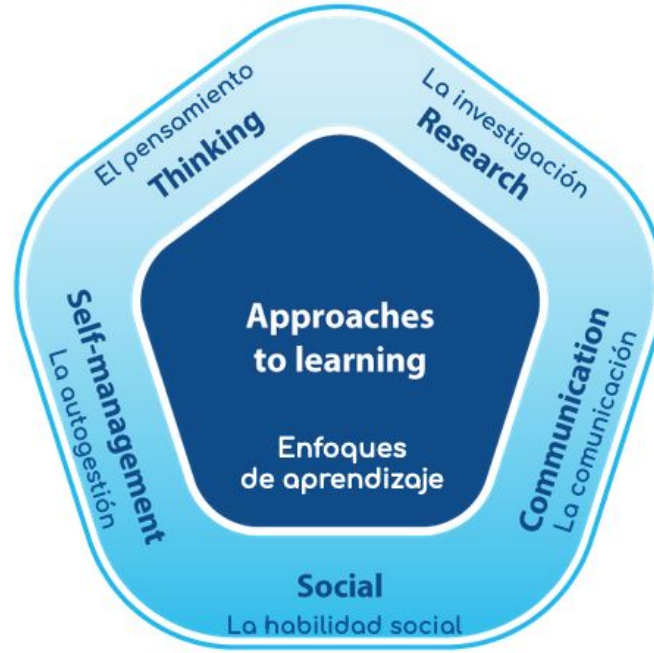 El pensamiento
Thinking
La investigación
Research
Approaches
to learning
Enfoques
de aprendizaje
Self-management
La autogestión
Communication
La comunicación
Social
La habilidad social